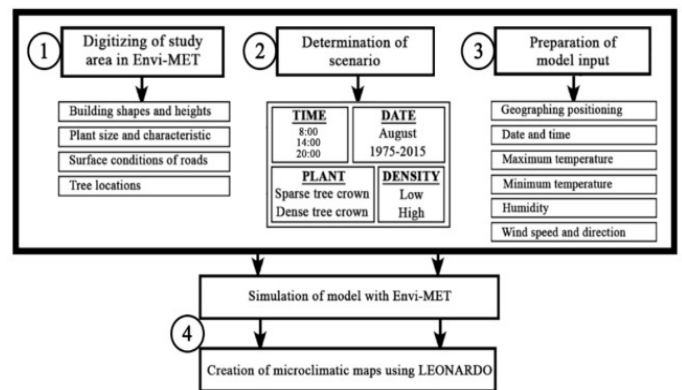 1
Digitizing of study
area in Envi-MET
Building shapes and heights
Plant size and characteristic
Surface conditions of roads
Tree locations
2
Determination of
scenario
TIME
8:00
14:00
20:00
DATE
August
1975-2015
PLANT
Sparse tree crown
Dense tree crown
DENSITY
Low
High
3
Preparation of
model input
Geographing positioning
Date and time
Maximum temperature
Minimum temperature
Humidity
Wind speed and direction
Simulation of model with Envi-MET
4
Creation of microclimatic maps using LEONARDO